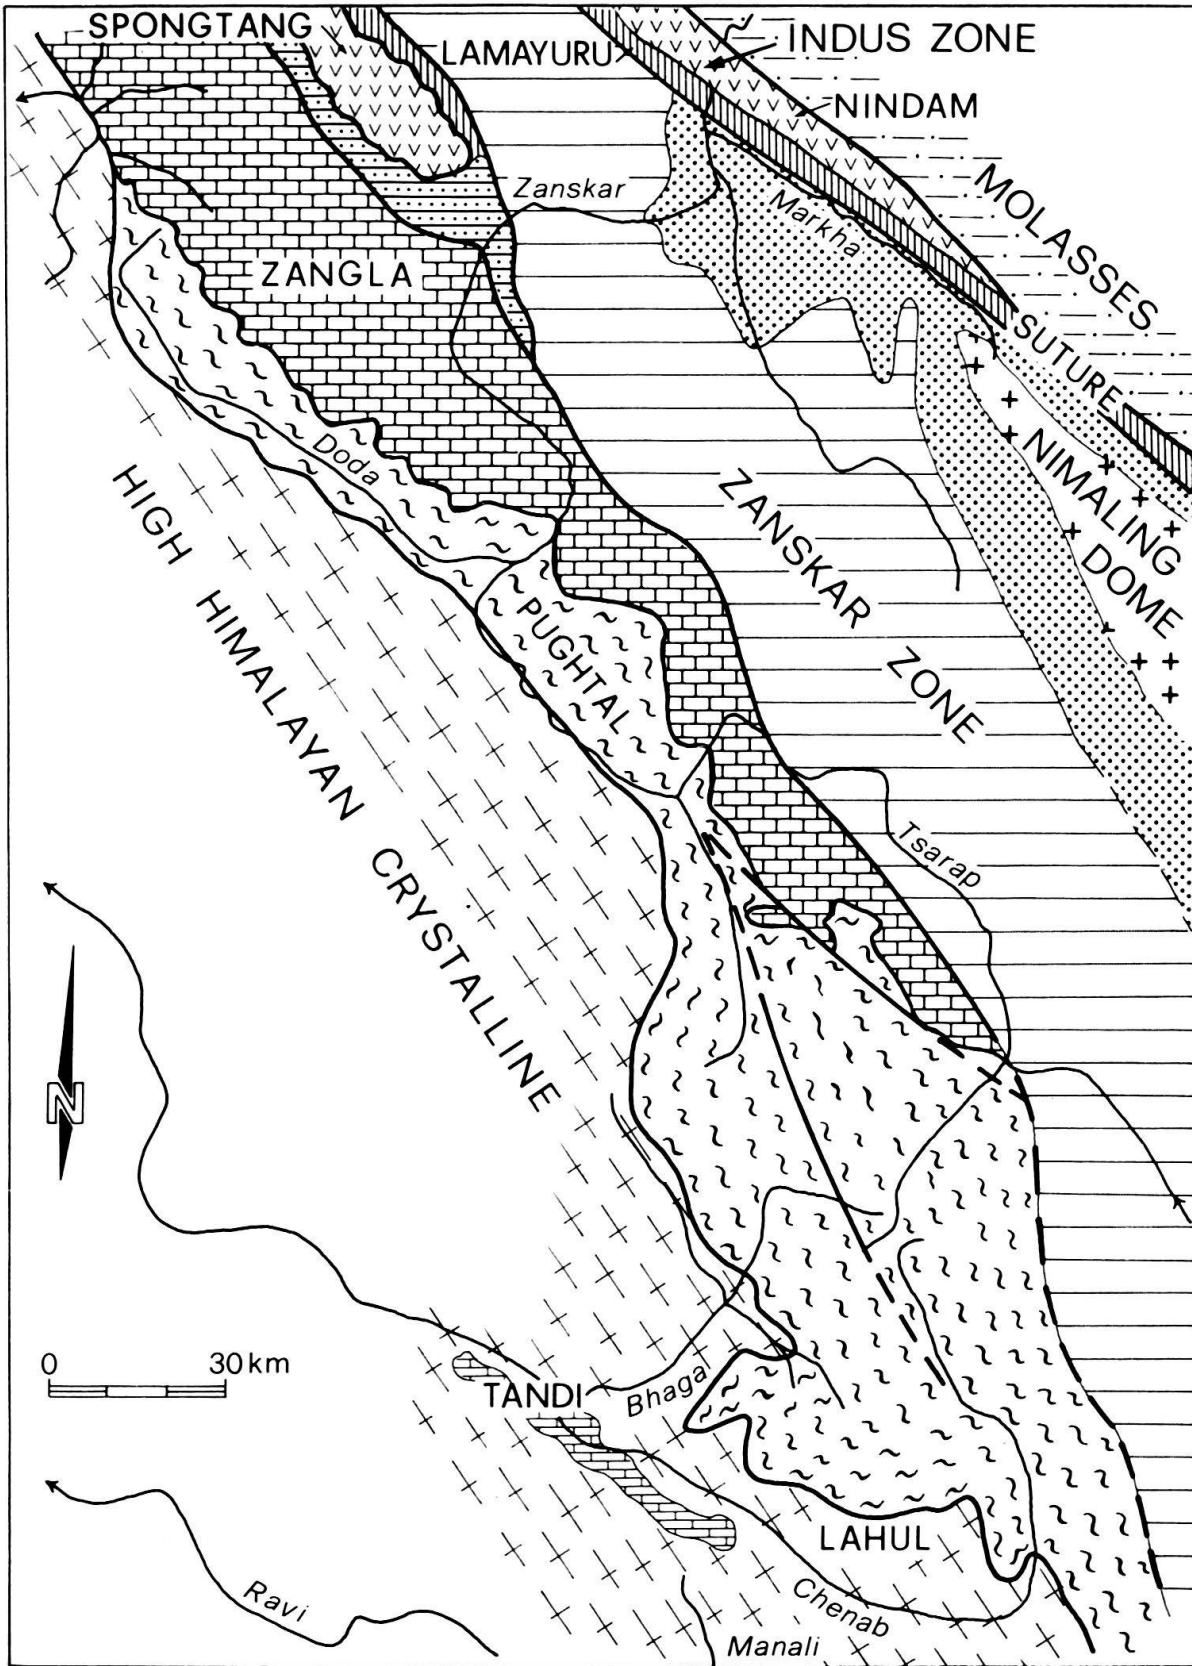 SPONGTANG
LAMAYURU
INDUS ZONE
NINDAM
MOLASSES
Zanskar
Markha
ZANGLA
SUTURE
NIMALING
DOME
Doda
ZANSKAR
ZONE
HIGH HIMALAYAN CRYSTALLINE
PUGHTAL
Tsarap
N
0 30 km
TANDI
Bhaga
LAHUL
Chenab
Ravi
Manali